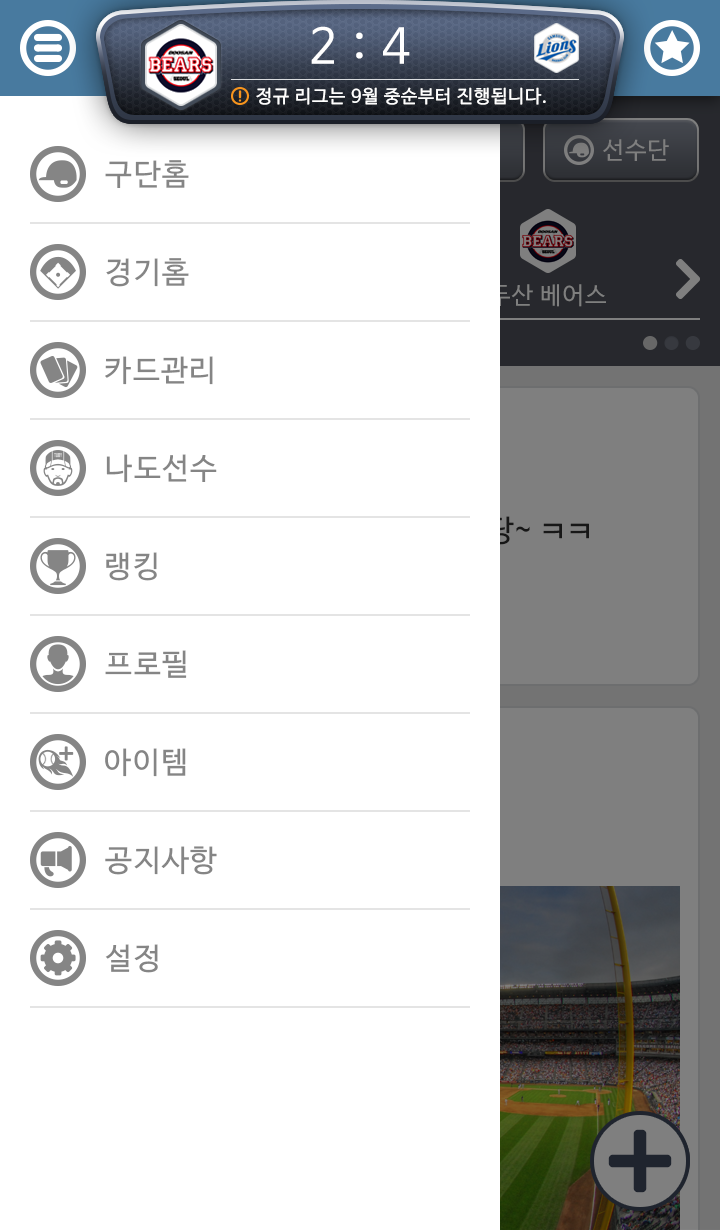 2 : 4
DOOSAN
BEARS
SEOUL
SAMSUNG
Lions
정규 리그는 9월 중순부터 진행됩니다.
선수단
구단홈
BEARS
경기홈
두산 베어스
카드관리
나도선수
~ ㅋㅋ
랭킹
프로필
아이템
공지사항
설정